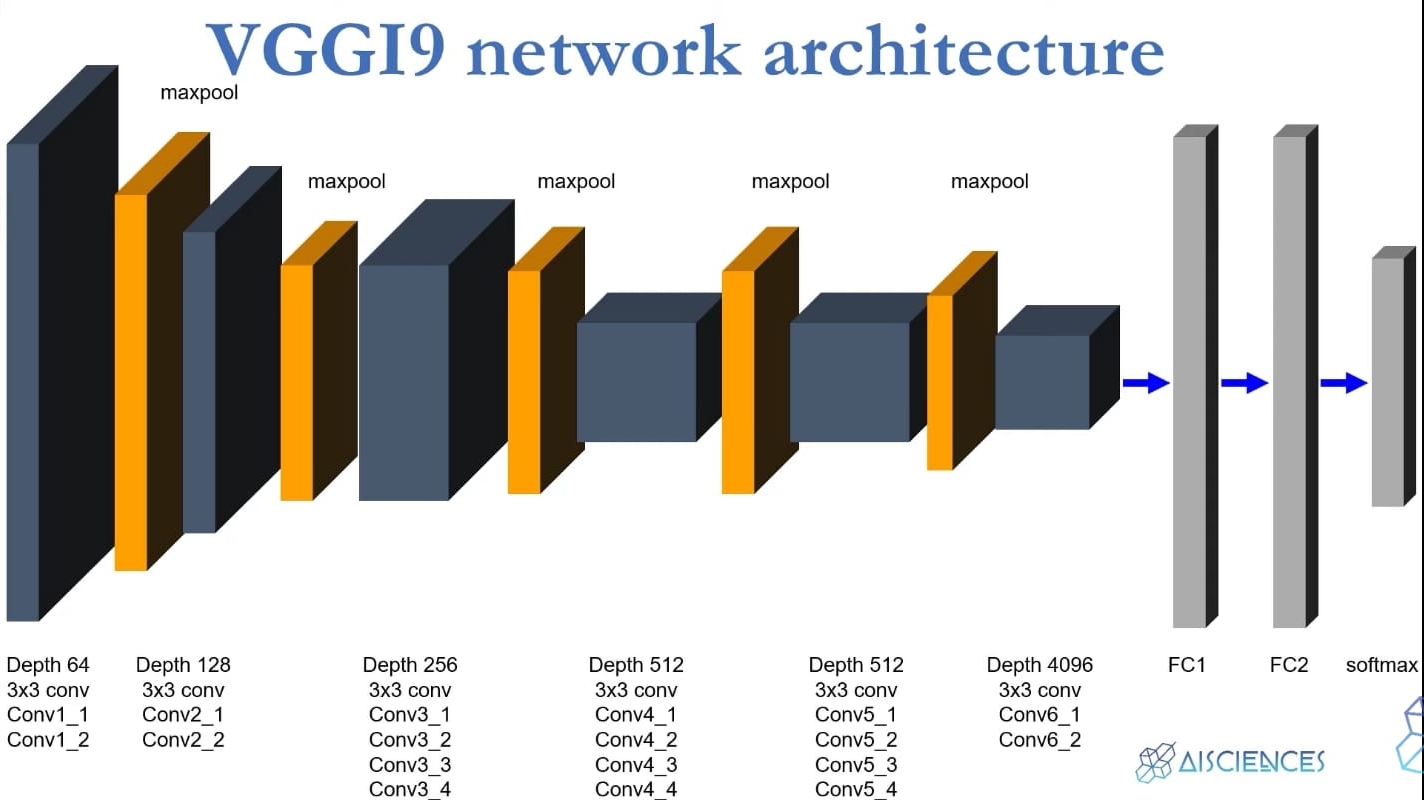 VGG19 network architecture
maxpool
maxpool
maxpool
maxpool
maxpool
Depth 64
3x3 conv
Conv1_1
Conv1_2
Depth 128
3x3 conv
Conv2_1
Conv2_2
Depth 256
3x3 conv
Conv3_1
Conv3_2
Conv3_3
Conv3_4
Depth 512
3x3 conv
Conv4_1
Conv4_2
Conv4_3
Conv4_4
Depth 512
3x3 conv
Conv5_1
Conv5_2
Conv5_3
Conv5_4
Depth 4096
3x3 conv
Conv6_1
Conv6_2
FC1
FC2
softmax
AISCIENCES